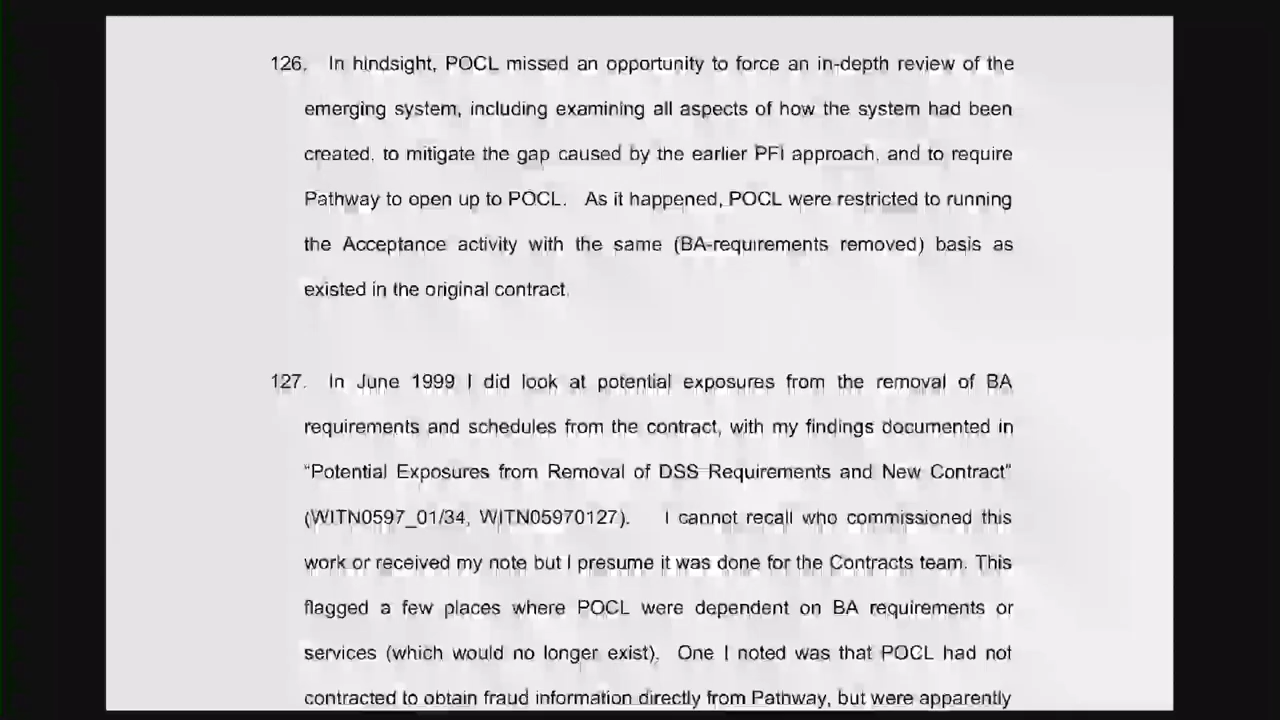 126. In hindsight, POCL missed an opportunity to force an in-depth review of the
emerging system, including examining all aspects of how the system had been
created, to mitigate the gap caused by the earlier PFI approach, and to require
Pathway to open up to POCL. As it happened, POCL were restricted to running
the Acceptance activity with the same (BA-requirements removed) basis as
existed in the original contract.
127. In June 1999 I did look at potential exposures from the removal of BA
requirements and schedules from the contract, with my findings documented in
"Potential Exposures from Removal of DSS Requirements and New Contract"
(WITN0597_01/34, WITN05970127). I cannot recall who commissioned this
work or received my note but I presume it was done for the Contracts team. This
flagged a few places where POCL were dependent on BA requirements or
services (which would no longer exist). One I noted was that POCL had not
contracted to obtain fraud information directly from Pathway, but were apparently